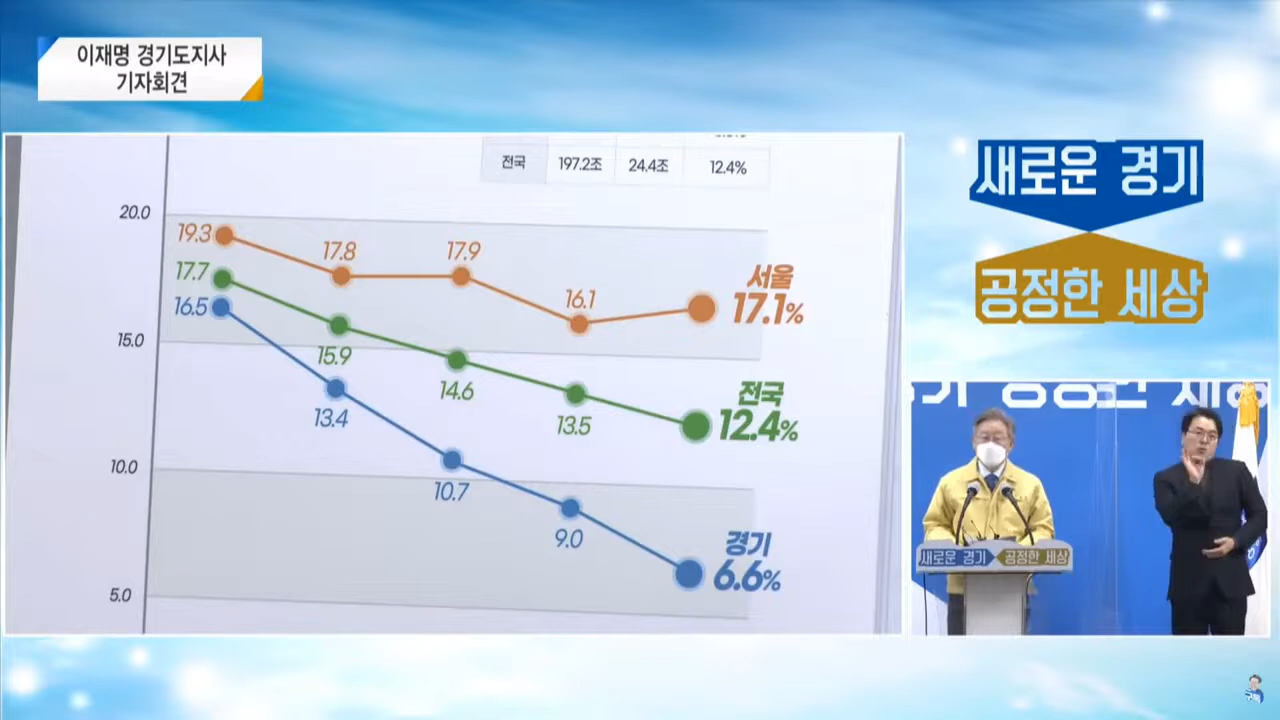 이재명 경기도지사
기자회견
전국 197.2조 24.4조 12.4%
20.0
15.0
10.0
5.0
19.3
17.8
17.9
16.1
서울
17.1%
17.7
15.9
14.6
13.5
전국
12.4%
16.5
13.4
10.7
9.0
경기
6.6%
새로운 경기
공정한 세상
새로운 경기 공정한 세상